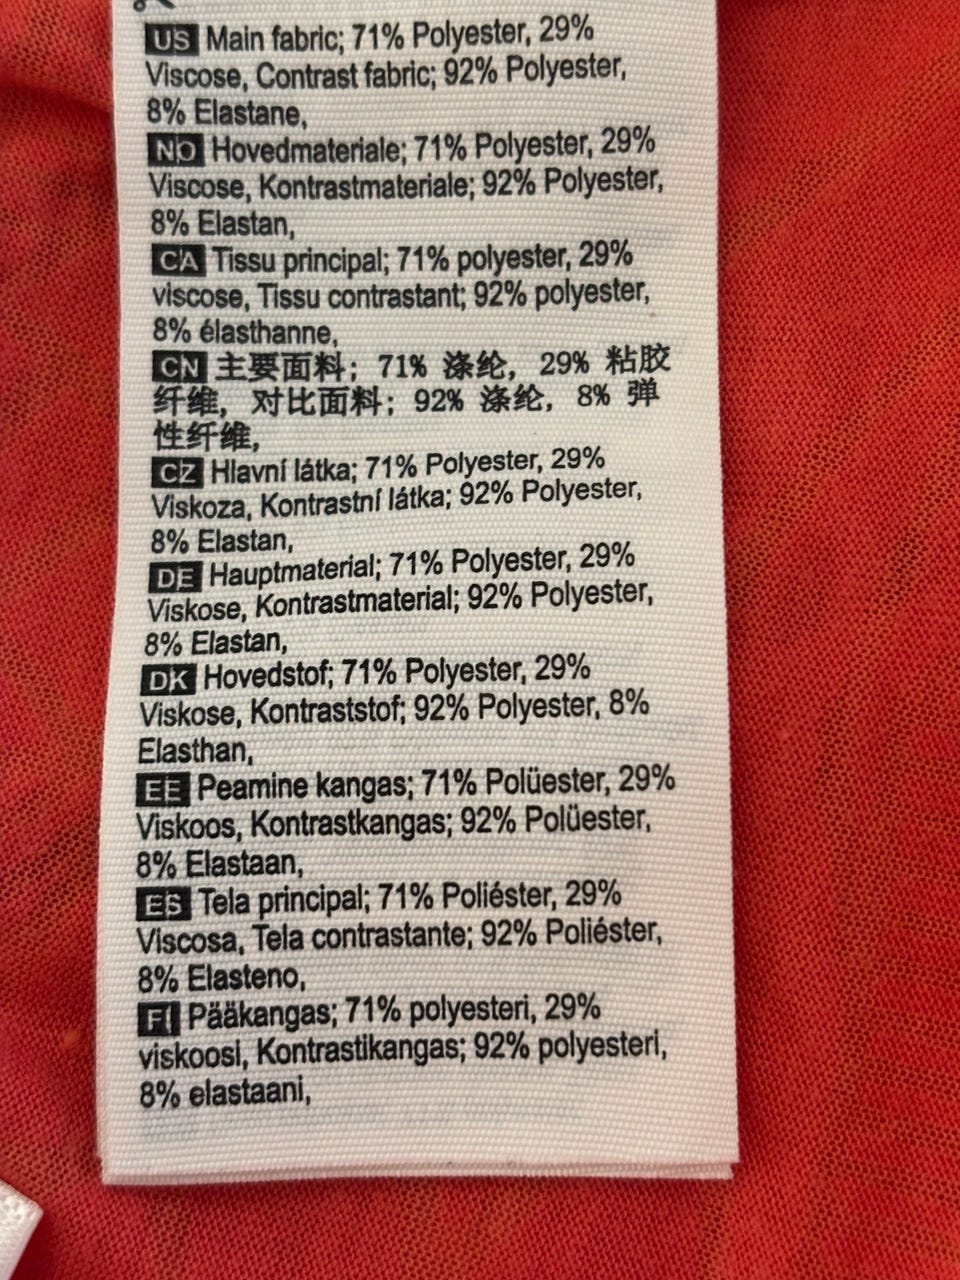 US Main fabric; 71% Polyester, 29%
Viscose, Contrast fabric; 92% Polyester,
8% Elastane,
NO Hovedmateriale; 71% Polyester, 29%
Viscose, Kontrastmateriale; 92% Polyester,
8% Elastan,
CA Tissu principal; 71% polyester, 29%
viscose, Tissu contrastant; 92% polyester,
8% élasthanne,
CN 主要面料; 71% 涤纶, 29% 粘胶
纤维, 对比面料; 92% 涤纶, 8% 弹
性纤维,
CZ Hlavní látka; 71% Polyester, 29%
Viskoza, Kontrastní látka; 92% Polyester,
8% Elastan,
DE Hauptmaterial; 71% Polyester, 29%
Viskose, Kontrastmaterial; 92% Polyester,
8% Elastan,
DK Hovedstof; 71% Polyester, 29%
Viskose, Kontraststof; 92% Polyester, 8%
Elasthan,
EE Peamine kangas; 71% Polüester, 29%
Viskoos, Kontrastkangas; 92% Polüester,
8% Elastaan,
ES Tela principal; 71% Poliéster, 29%
Viscosa, Tela contrastante; 92% Poliéster,
8% Elasteno,
FI Pääkangas; 71% polyesteri, 29%
viskoosi, Kontrastikangas; 92% polyesteri,
8% elastaani,